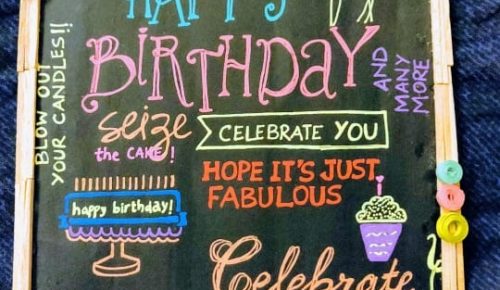 HAPPY
BIRTHDAY
AND
MANY
MORE
BLOW OUT
YOUR CANDLES!!
seize
the CAKE!
CELEBRATE YOU
HOPE IT'S JUST
FABULOUS
happy birthday!
Celebrate